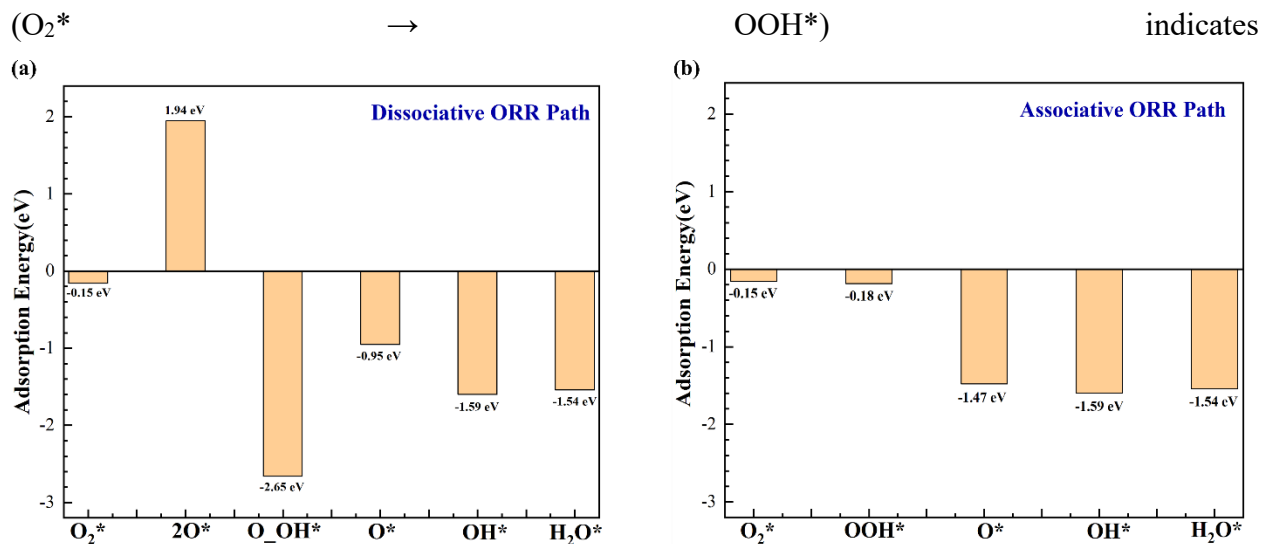 (O₂* → OOH*) indicates
(a)
Dissociative ORR Path
Adsorption Energy(eV)
2
1
0
-1
-2
-3
1.94 eV
-0.15 eV
-2.65 eV
-0.95 eV
-1.59 eV
-1.54 eV
O₂* 2O* O_OH* O* OH* H₂O*
(b)
Associative ORR Path
Adsorption Energy(eV)
2
1
0
-1
-2
-3
-0.15 eV
-0.18 eV
-1.47 eV
-1.59 eV
-1.54 eV
O₂* OOH* O* OH* H₂O*